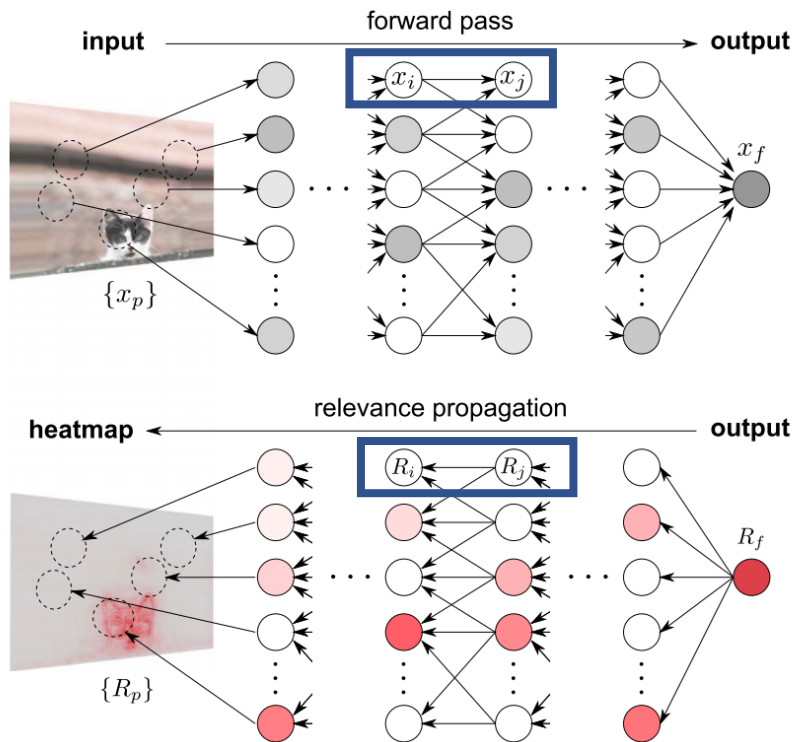 forward pass
input
output
$x_i$
$x_j$
$x_f$
$\{x_p\}$
relevance propagation
heatmap
output
$R_i$
$R_j$
$R_f$
$\{R_p\}$